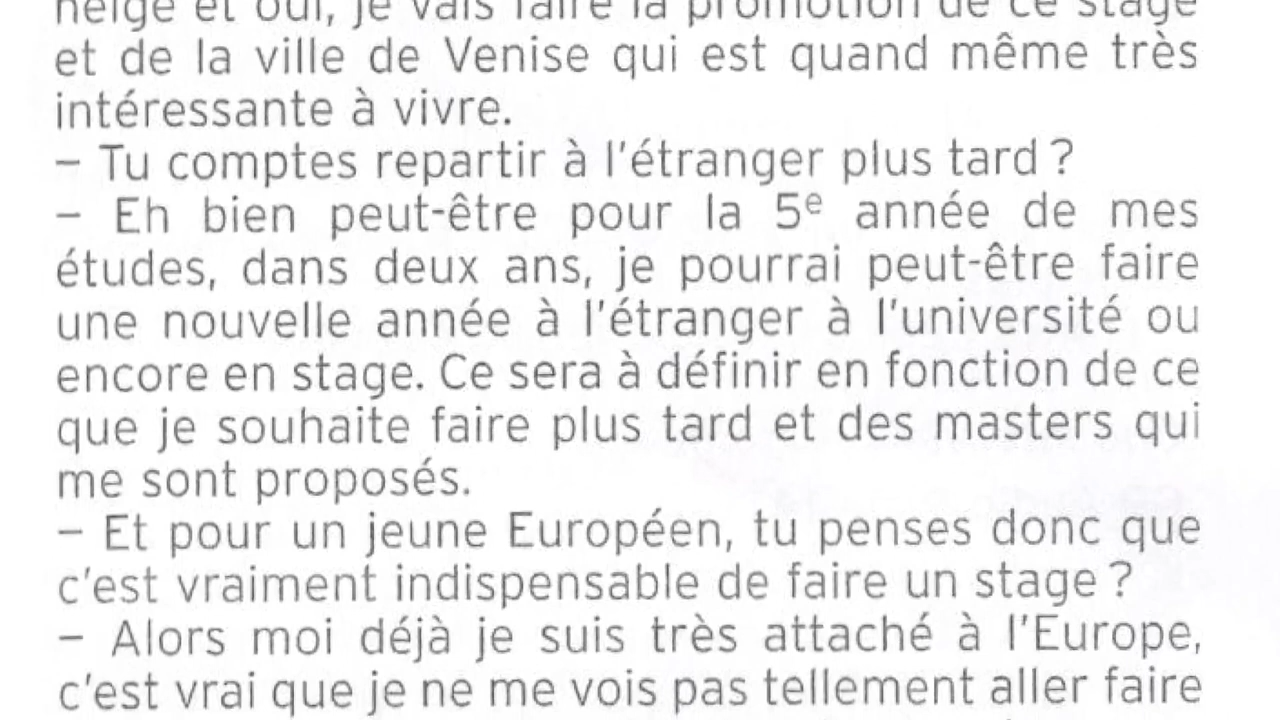 neige et oui, je vais faire la promotion de ce stage
et de la ville de Venise qui est quand même très
intéressante à vivre.
– Tu comptes repartir à l'étranger plus tard ?
– Eh bien peut-être pour la 5e année de mes
études, dans deux ans, je pourrai peut-être faire
une nouvelle année à l'étranger à l'université ou
encore en stage. Ce sera à définir en fonction de ce
que je souhaite faire plus tard et des masters qui
me sont proposés.
– Et pour un jeune Européen, tu penses donc que
c'est vraiment indispensable de faire un stage ?
– Alors moi déjà je suis très attaché à l'Europe,
c'est vrai que je ne me vois pas tellement aller faire